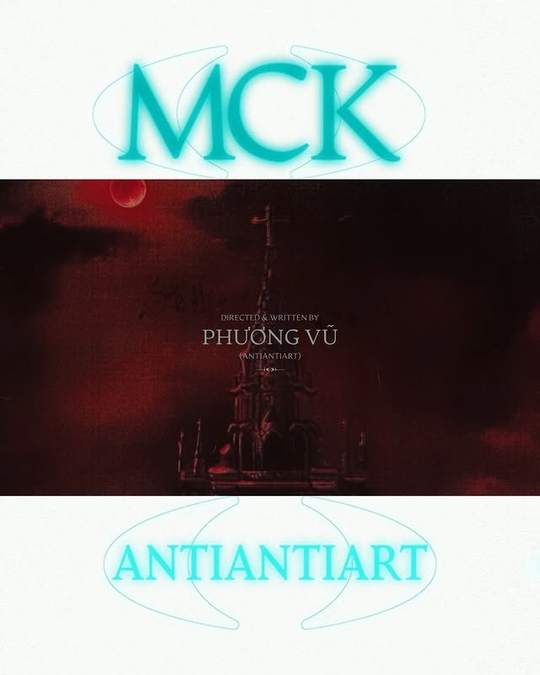 MCK
DIRECTED & WRITTEN BY
PHƯƠNG VŨ
(ANTIANTIART)
ANTIANTIART